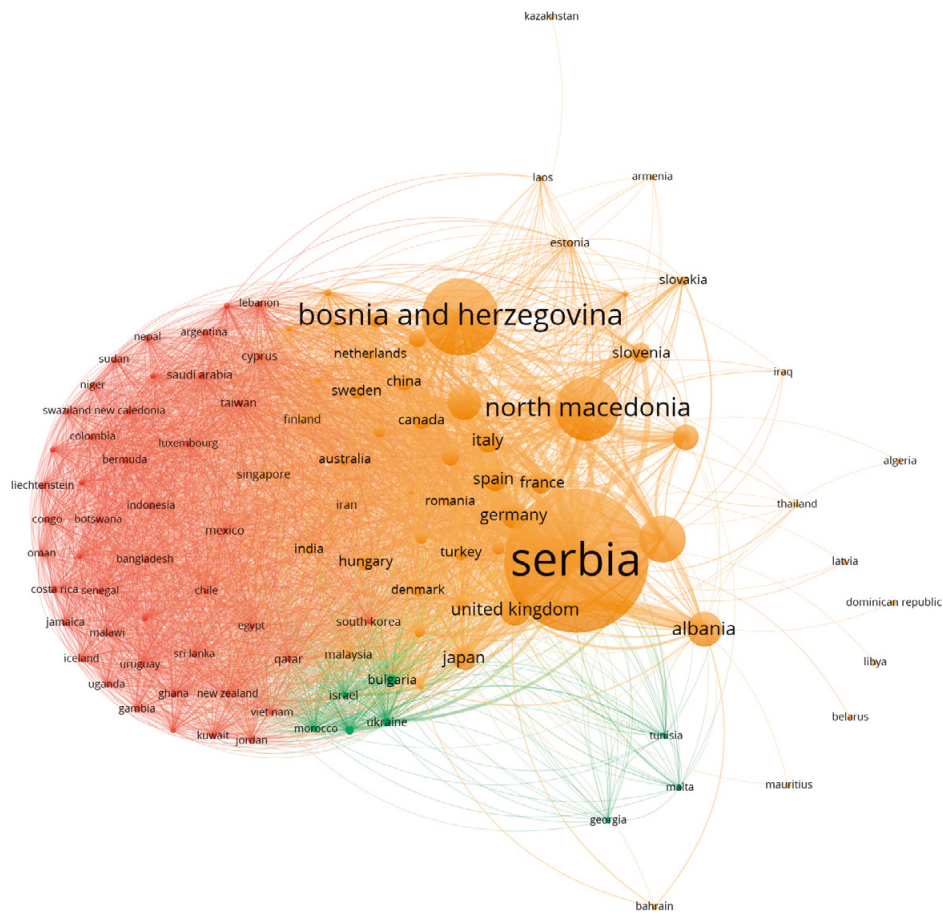 kazakhstan
laos
armenia
estonia
slovakia
lebanon
bosnia and herzegovina
nepal
argentina
netherlands
slovenia
sudan
cyprus
niger
saudi arabia
sweden
china
iraq
swaziland
new caledonia
taiwan
finland
canada
north macedonia
colombia
luxembourg
italy
bermuda
australia
algeria
liechtenstein
singapore
spain
france
indonesia
iran
romania
thailand
congo
botswana
mexico
germany
oman
bangladesh
india
hungary
turkey
serbia
latvia
costa rica
senegal
chile
denmark
dominican republic
jamaica
malawi
egypt
south korea
united kingdom
albania
iceland
uruguay
sri lanka
qatar
malaysia
japan
libya
uganda
ghana
new zealand
israel
bulgaria
gambia
viet nam
morocco
ukraine
belarus
kuwait
jordan
tunisia
malta
mauritius
georgia
bahrain